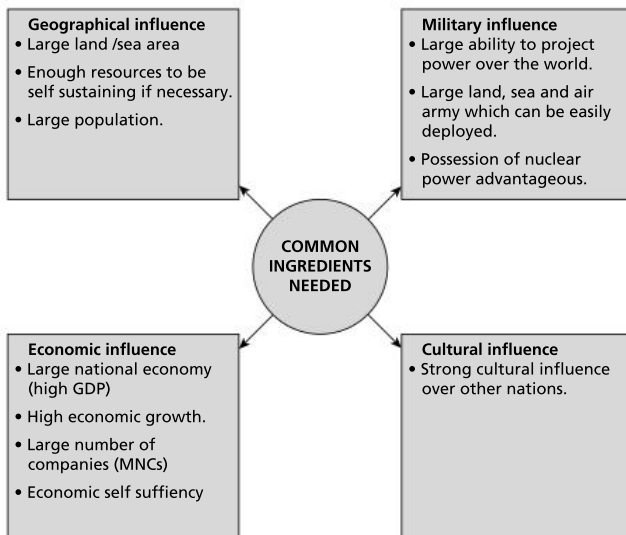 Geographical influence
• Large land /sea area
• Enough resources to be
self sustaining if necessary.
• Large population.
Military influence
• Large ability to project
power over the world.
• Large land, sea and air
army which can be easily
deployed.
• Possession of nuclear
power advantageous.
COMMON
INGREDIENTS
NEEDED
Economic influence
• Large national economy
(high GDP)
• High economic growth.
• Large number of
companies (MNCs)
• Economic self suffiency
Cultural influence
• Strong cultural influence
over other nations.